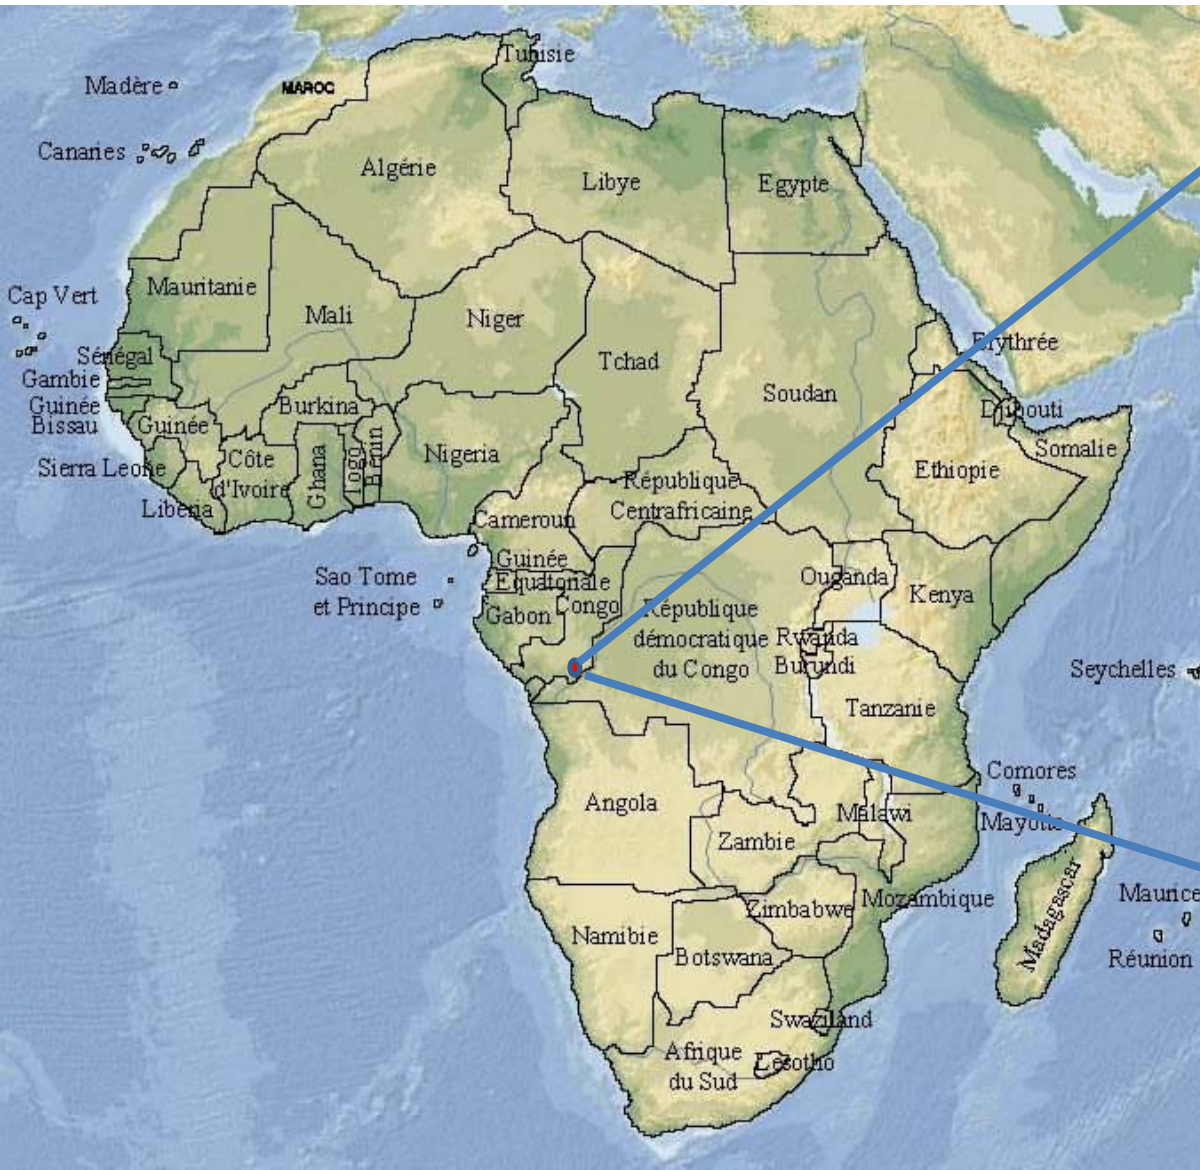 Tunisie
Madère
MAROC
Canaries
Algérie
Libye
Egypte
Mauritanie
Cap Vert
Mali
Niger
Tchad
Erythrée
Sénégal
Gambie
Guinée
Bissau
Guinée
Burkina
Soudan
Djibouti
Somalie
Sierra Leone
Côte
d'Ivoire
Ghana
Togo
Bénin
Nigeria
Ethiopie
Liberia
République
Centrafricaine
Cameroun
Guinée
Equatoriale
Sao Tome
et Principe
Gabon
Congo
République
démocratique
du Congo
Ouganda
Kenya
Rwanda
Burundi
Seychelles
Tanzanie
Comores
Mayotte
Angola
Malawi
Zambie
Mozambique
Zimbabwe
Madagascar
Maurice
Réunion
Namibie
Botswana
Swaziland
Afrique
du Sud
Lesotho